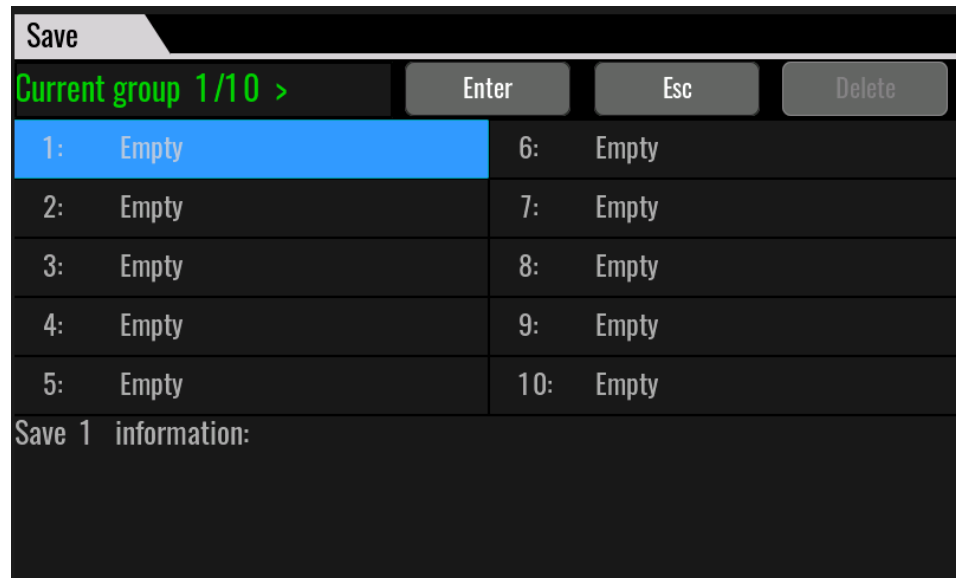 Save
Current group 1/10 > Enter Esc Delete
1: Empty 6: Empty
2: Empty 7: Empty
3: Empty 8: Empty
4: Empty 9: Empty
5: Empty 10: Empty
Save 1 information: